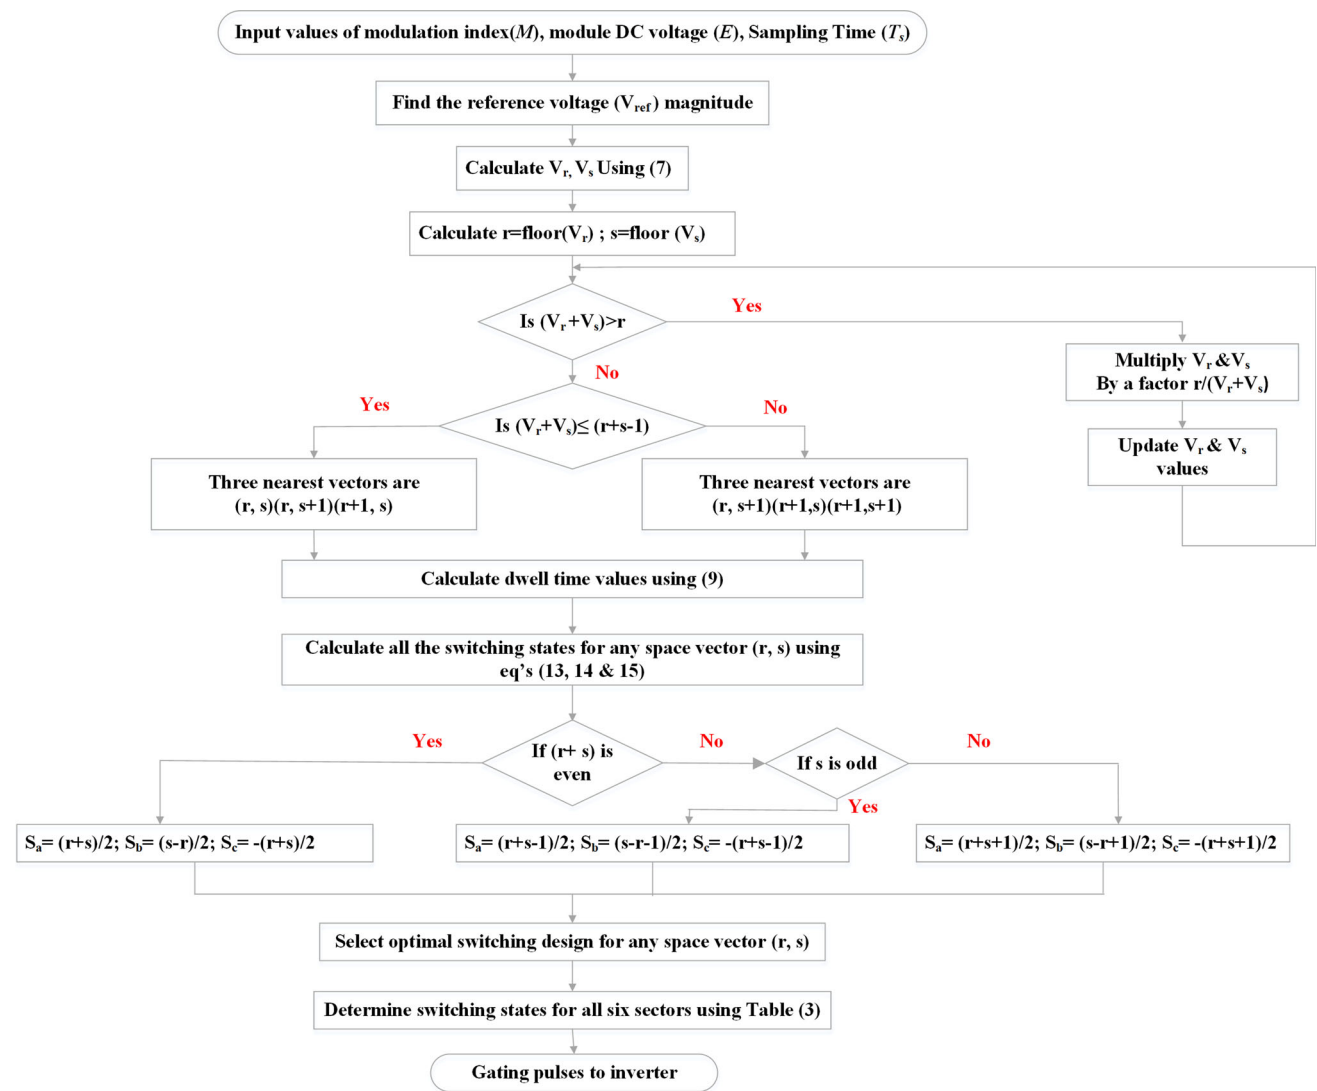 Input values of modulation index(M), module DC voltage (E), Sampling Time (Ts)
Find the reference voltage (Vref) magnitude
Calculate Vr, Vs Using (7)
Calculate r=floor(Vr) ; s=floor (Vs)
Is (Vr+Vs)>r
Yes
Multiply Vr &Vs
By a factor r/(Vr+Vs)
Update Vr & Vs
values
No
Is (Vr+Vs)≤ (r+s-1)
Yes
No
Three nearest vectors are
(r, s)(r, s+1)(r+1, s)
Three nearest vectors are
(r, s+1)(r+1,s)(r+1,s+1)
Calculate dwell time values using (9)
Calculate all the switching states for any space vector (r, s) using
eq's (13, 14 & 15)
If (r+ s) is
even
Yes
No
If s is odd
No
Yes
Sa= (r+s)/2; Sb= (s-r)/2; Sc= -(r+s)/2
Sa= (r+s-1)/2; Sb= (s-r-1)/2; Sc= -(r+s-1)/2
Sa= (r+s+1)/2; Sb= (s-r+1)/2; Sc= -(r+s+1)/2
Select optimal switching design for any space vector (r, s)
Determine switching states for all six sectors using Table (3)
Gating pulses to inverter